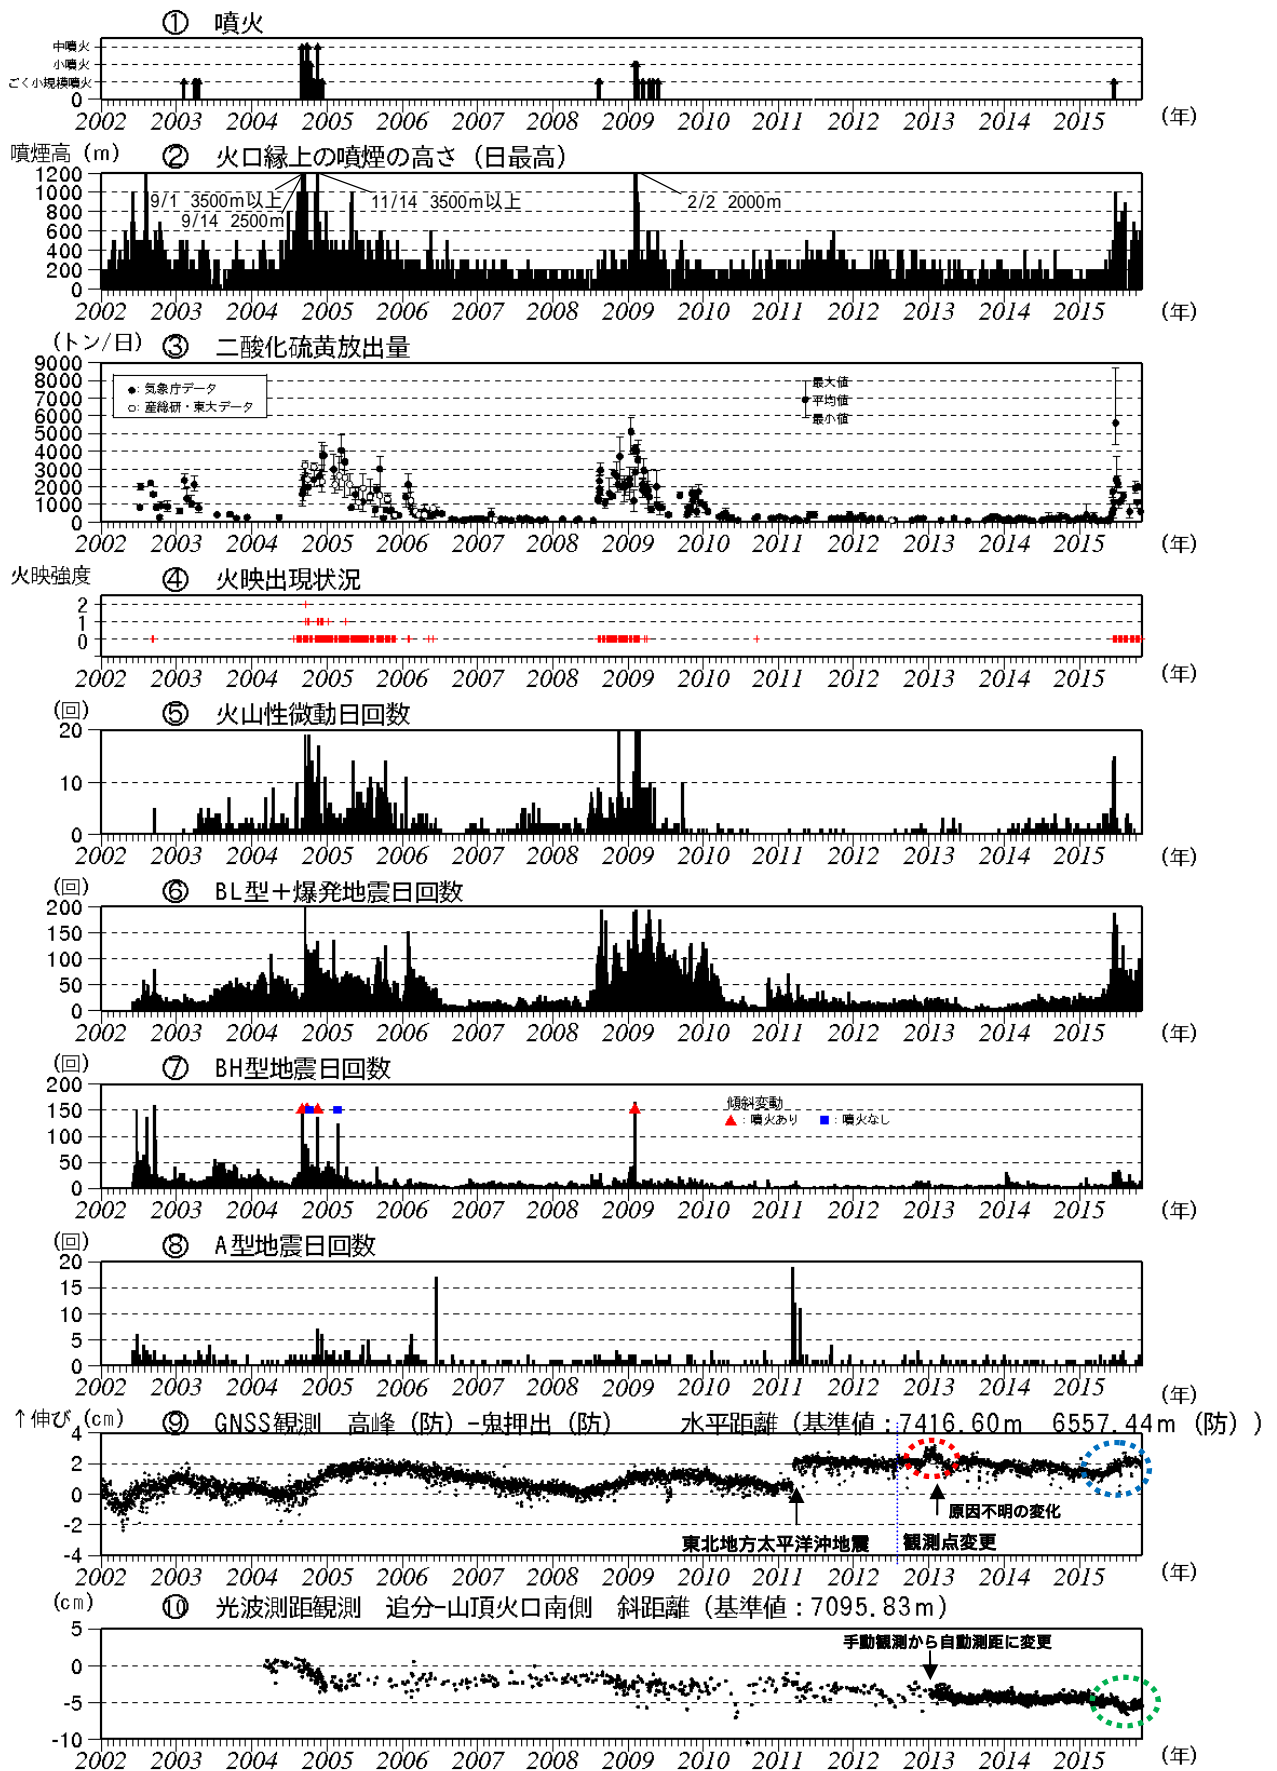 ① 噴火
中噴火
小噴火
ごく小規模噴火
0
2002 2003 2004 2005 2006 2007 2008 2009 2010 2011 2012 2013 2014 2015 (年)
噴煙高 (m) ② 火口縁上の噴煙の高さ (日最高)
1200
1000
800
600
400
200
0
9/1 3500m以上
9/14 2500m
11/14 3500m以上
2/2 2000m
2002 2003 2004 2005 2006 2007 2008 2009 2010 2011 2012 2013 2014 2015 (年)
(トン/日) ③ 二酸化硫黄放出量
9000
8000
7000
6000
5000
4000
3000
2000
1000
0
●: 気象庁データ
○: 産総研・東大データ
最大値
平均値
最小値
2002 2003 2004 2005 2006 2007 2008 2009 2010 2011 2012 2013 2014 2015 (年)
火映強度 ④ 火映出現状況
2
1
0
2002 2003 2004 2005 2006 2007 2008 2009 2010 2011 2012 2013 2014 2015 (年)
(回) ⑤ 火山性微動日回数
20
10
0
2002 2003 2004 2005 2006 2007 2008 2009 2010 2011 2012 2013 2014 2015 (年)
(回) ⑥ BL型＋爆発地震日回数
200
150
100
50
0
2002 2003 2004 2005 2006 2007 2008 2009 2010 2011 2012 2013 2014 2015 (年)
(回) ⑦ BH型地震日回数
200
150
100
50
0
傾斜変動
▲ : 噴火あり ■ : 噴火なし
2002 2003 2004 2005 2006 2007 2008 2009 2010 2011 2012 2013 2014 2015 (年)
(回) ⑧ A型地震日回数
20
15
10
5
0
2002 2003 2004 2005 2006 2007 2008 2009 2010 2011 2012 2013 2014 2015 (年)
↑伸び (cm) ⑨ GNSS観測 高峰 (防) -鬼押出 (防) 水平距離 (基準値:7416.60m 6557.44m (防) )
4
2
0
-2
-4
原因不明の変化
東北地方太平洋沖地震
観測点変更
2002 2003 2004 2005 2006 2007 2008 2009 2010 2011 2012 2013 2014 2015 (年)
(cm) ⑩ 光波測距観測 追分-山頂火口南側 斜距離 (基準値:7095.83m)
5
0
-5
-10
手動観測から自動測距に変更
2002 2003 2004 2005 2006 2007 2008 2009 2010 2011 2012 2013 2014 2015 (年)